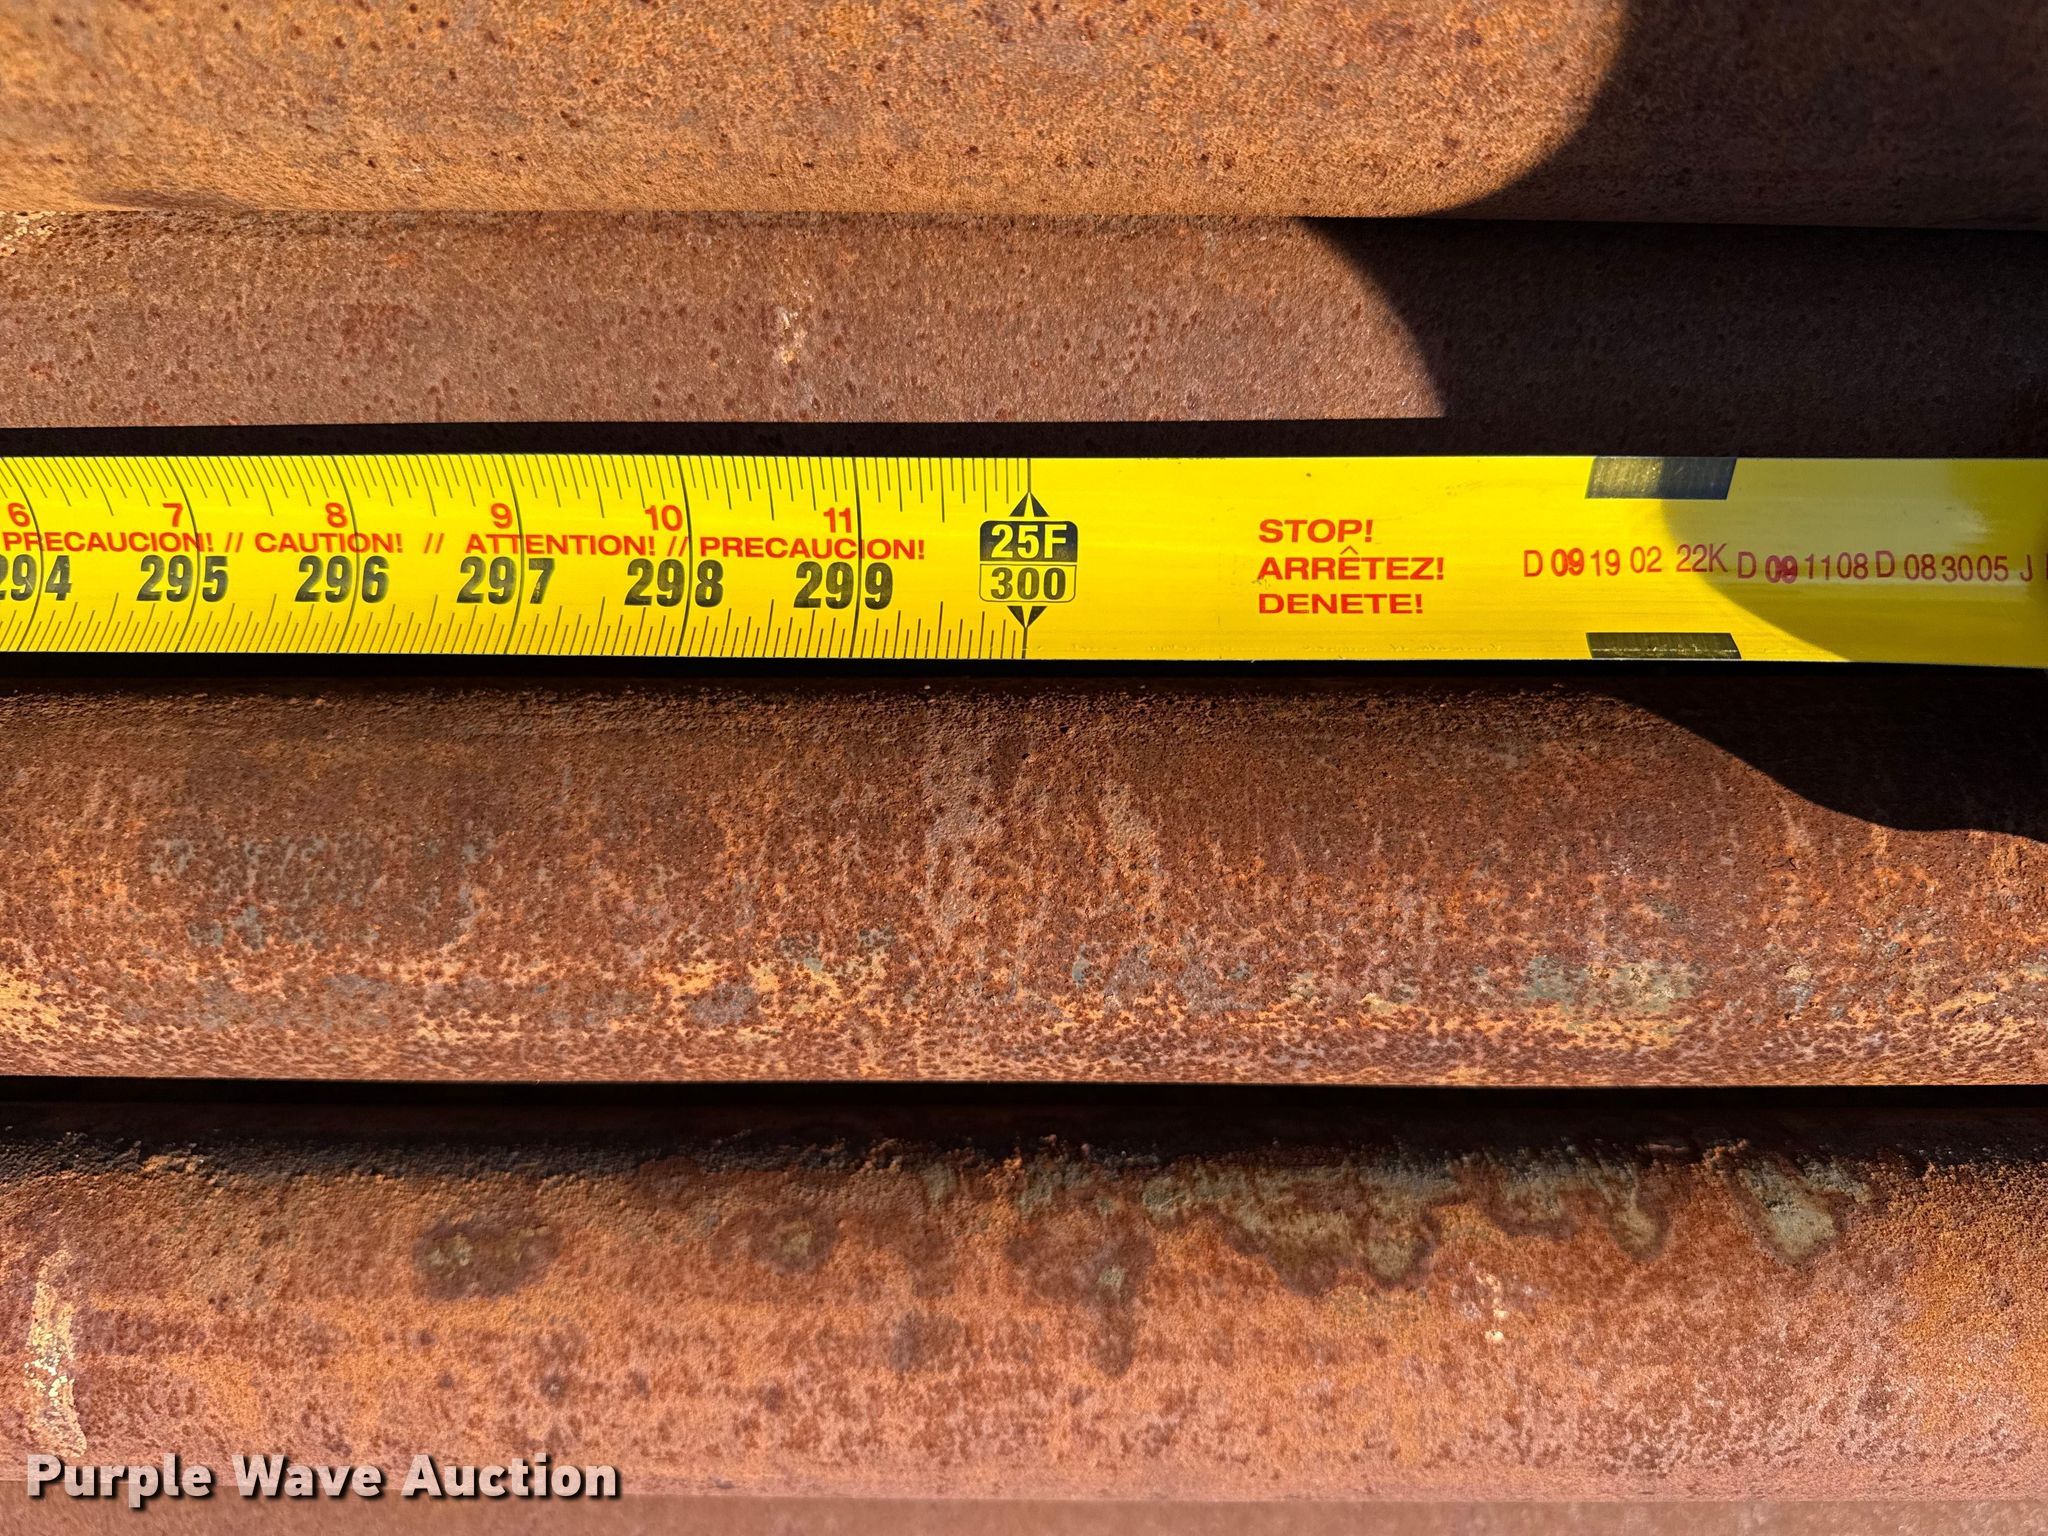 6 7 8 9 10 11
PRECAUCION! // CAUTION! // ATTENTION! // PRECAUCION!
294 295 296 297 298 299
25F
300
STOP!
ARRÊTEZ!
DENETE!
D 09 19 02 22K D 09 1108 D 08 3005 J
Purple Wave Auction